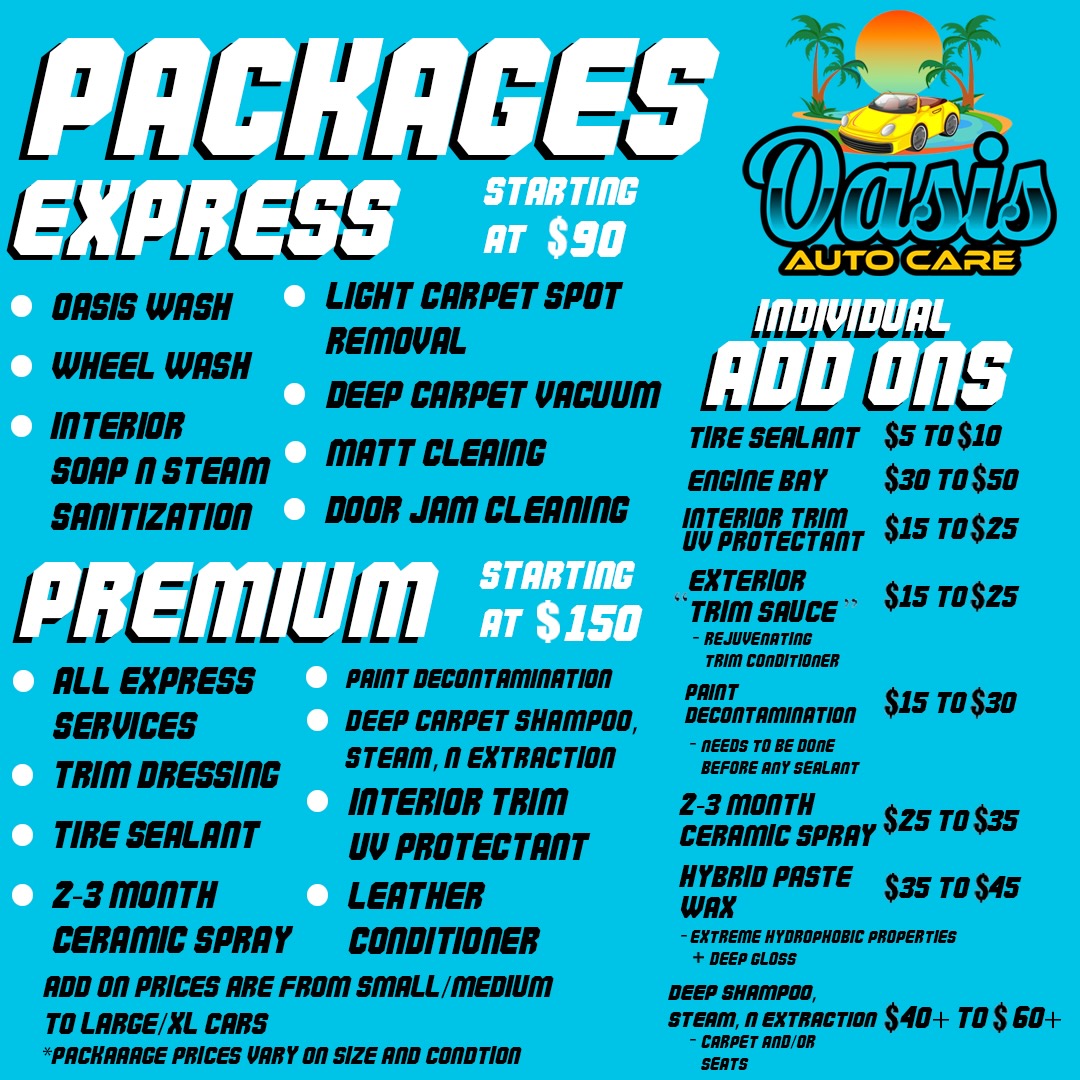 PACKAGES
Oasis
AUTO CARE
EXPRESS
STARTING
AT $90
OASIS WASH
WHEEL WASH
INTERIOR
SOAP N STEAM
SANITIZATION
LIGHT CARPET SPOT
REMOVAL
DEEP CARPET VACUUM
MATT CLEAING
DOOR JAM CLEANING
PREMIUM
STARTING
AT $150
ALL EXPRESS
SERVICES
TRIM DRESSING
TIRE SEALANT
2-3 MONTH
CERAMIC SPRAY
PAINT DECONTAMINATION
DEEP CARPET SHAMPOO,
STEAM, N EXTRACTION
INTERIOR TRIM
UV PROTECTANT
LEATHER
CONDITIONER
ADD ON PRICES ARE FROM SMALL/MEDIUM
TO LARGE/XL CARS
*PACKARAGE PRICES VARY ON SIZE AND CONDTION
INDIVIDUAL
ADD ONS
TIRE SEALANT $5 TO $10
ENGINE BAY $30 TO $50
INTERIOR TRIM
UV PROTECTANT $15 TO $25
EXTERIOR
“TRIM SAUCE” $15 TO $25
- REJUVENATING
TRIM CONDITIONER
PAINT
DECONTAMINATION $15 TO $30
- NEEDS TO BE DONE
BEFORE ANY SEALANT
2-3 MONTH
CERAMIC SPRAY $25 TO $35
HYBRID PASTE
WAX $35 TO $45
- EXTREME HYDROPHOBIC PROPERTIES
+ DEEP GLOSS
DEEP SHAMPOO,
STEAM, N EXTRACTION $40+ TO $60+
- CARPET AND/OR
SEATS